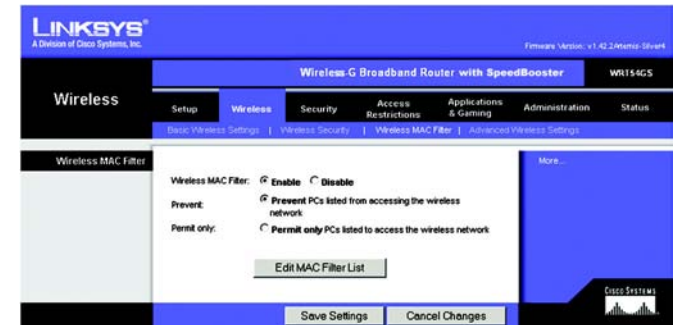 LINKSYS®
A Division of Cisco Systems, Inc.
Firmware Version: v1.42.2Artemis-Silver4
Wireless-G Broadband Router with SpeedBooster WRT54GS
Wireless
Setup Wireless Security Access Restrictions Applications & Gaming Administration Status
Basic Wireless Settings | Wireless Security | Wireless MAC Filter | Advanced Wireless Settings
Wireless MAC Filter
More...
Wireless MAC Filter: Enable Disable
Prevent: Prevent PCs listed from accessing the wireless
network
Permit only: Permit only PCs listed to access the wireless network
Edit MAC Filter List
Save Settings Cancel Changes
CISCO SYSTEMS